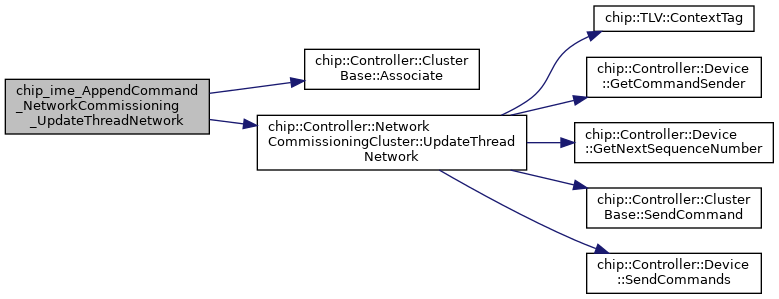 chip_ime_AppendCommand
_NetworkCommissioning
_UpdateThreadNetwork
chip::Controller::Cluster
Base::Associate
chip::Controller::Network
CommissioningCluster::UpdateThread
Network
chip::TLV::ContextTag
chip::Controller::Device
::GetCommandSender
chip::Controller::Device
::GetNextSequenceNumber
chip::Controller::Cluster
Base::SendCommand
chip::Controller::Device
::SendCommands